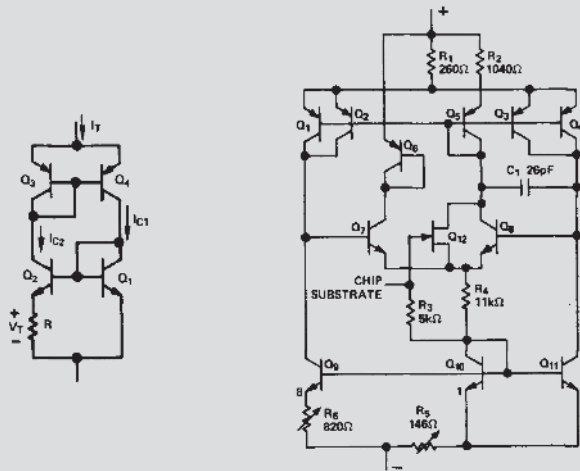 I_T
Q3
Q4
I_C1
I_C2
Q2
Q1
+
V_T
−
R
+
R1
260Ω
R2
1040Ω
Q1
Q2
Q5
Q3
Q6
C1 26pF
Q7
Q12
Q8
CHIP
SUBSTRATE
R3
5kΩ
R4
11kΩ
Q9
Q10
Q11
8
1
R6
820Ω
R5
146Ω
−